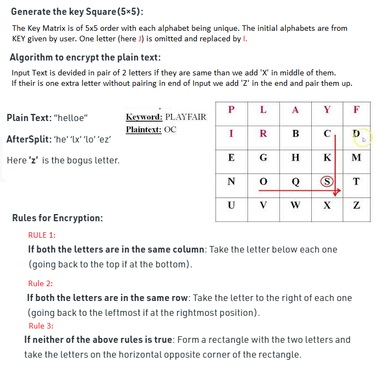 Generate the key Square(5×5):
The Key Matrix is of 5x5 order with each alphabet being unique. The initial alphabets are from
KEY given by user. One letter (here J) is omitted and replaced by I.
Algorithm to encrypt the plain text:
Input Text is devided in pair of 2 letters if they are same than we add 'X' in middle of them.
If their is one extra letter without pairing in end of Input we add 'Z' in the end and pair them up.
Plain Text: "helloe"
AfterSplit: 'he' 'lx' 'lo' 'ez'
Here 'z' is the bogus letter.
Keyword: PLAYFAIR
Plaintext: OC
P L A Y F
I R B C D
E G H K M
N O Q S T
U V W X Z
Rules for Encryption:
RULE 1:
If both the letters are in the same column: Take the letter below each one
(going back to the top if at the bottom).
Rule 2:
If both the letters are in the same row: Take the letter to the right of each one
(going back to the leftmost if at the rightmost position).
Rule 3:
If neither of the above rules is true: Form a rectangle with the two letters and
take the letters on the horizontal opposite corner of the rectangle.